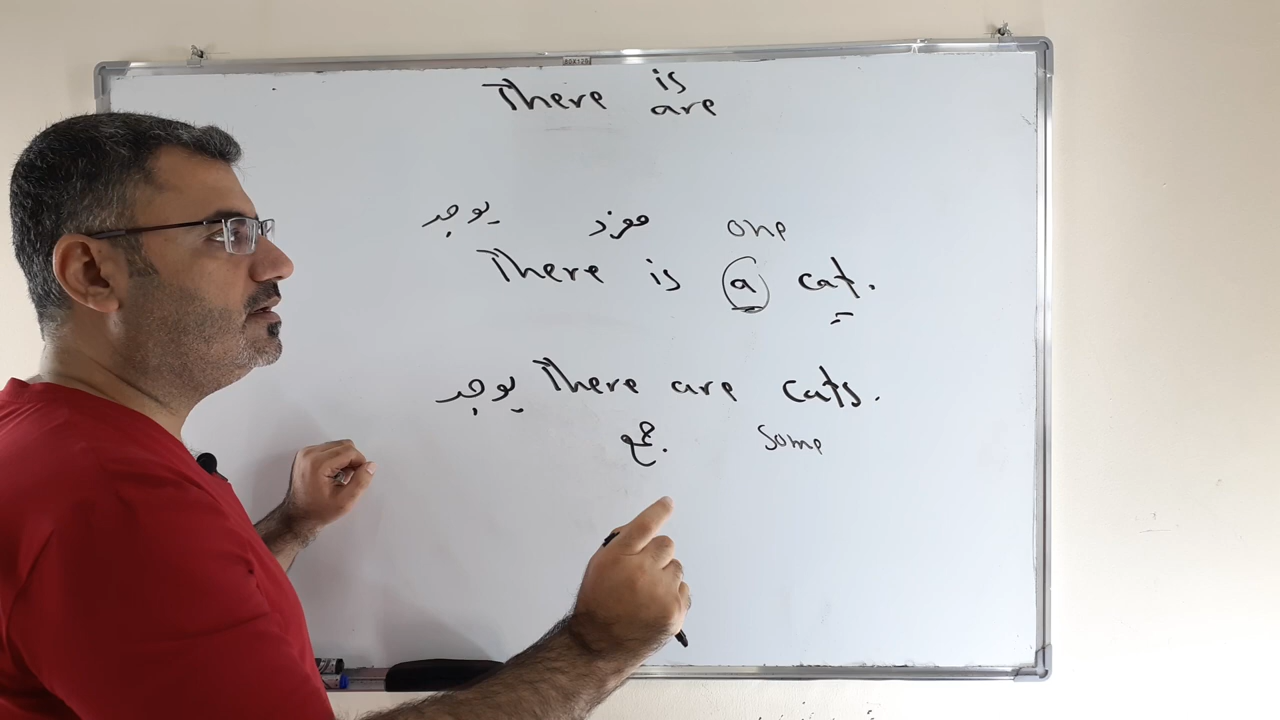 There is
are
يوجد مفرد one
There is a cat.
يوجد There are cats.
جمع Some